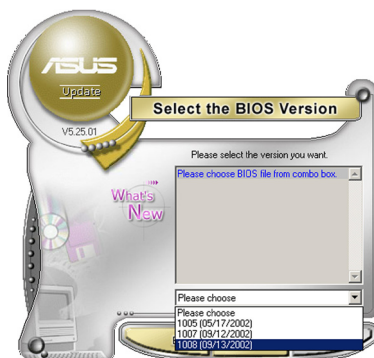 ASUS
Update
V5.25.01
Select the BIOS Version
Please select the version you want.
Please choose BIOS file from combo box.
What's
New
Please choose
Please choose
1005 (05/17/2002)
1007 (09/12/2002)
1008 (09/13/2002)